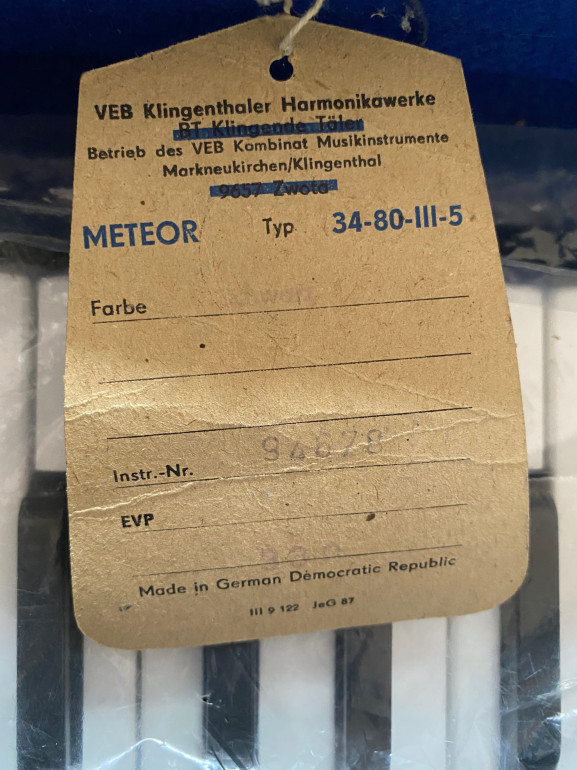 VEB Klingenthaler Harmonikawerke
BT Klingende Täler
Betrieb des VEB Kombinat Musikinstrumente
Markneukirchen/Klingenthal
9657 Zwota
METEOR Typ 34-80-III-5
Farbe
Instr.-Nr. 94678
EVP
Made in German Democratic Republic
III 9 122 JeG 87